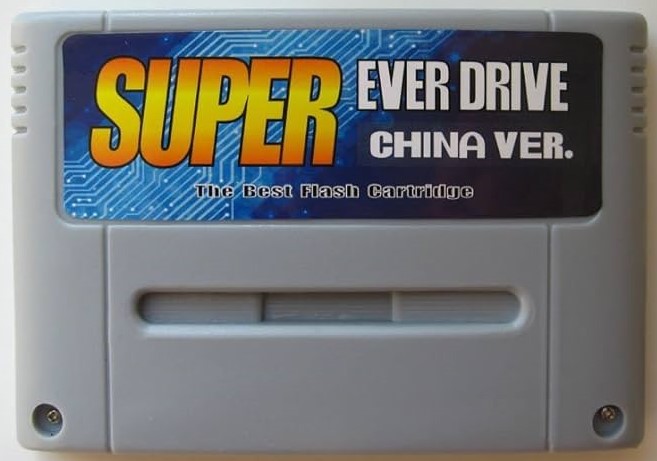 SUPER
EVER DRIVE
CHINA VER.
The Best Flash Cartridge